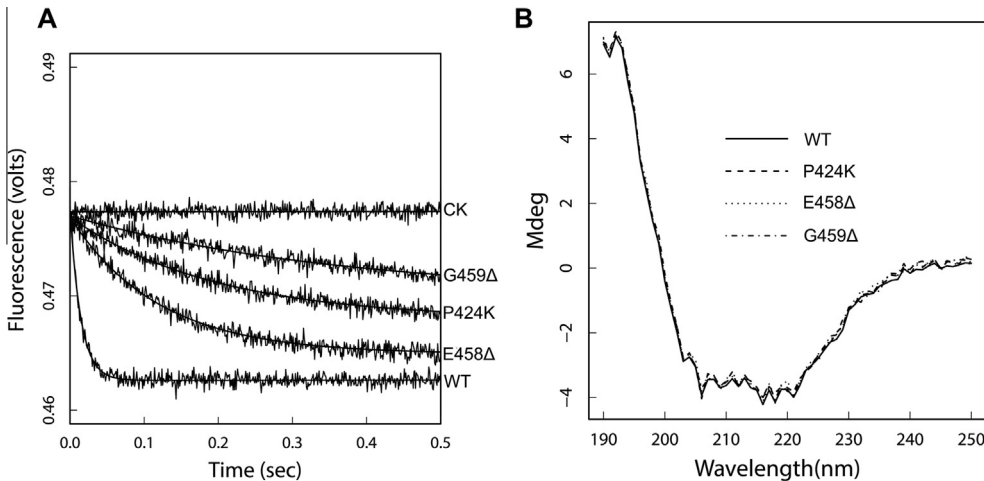 A
0.49
0.48
0.47
0.46
Fluorescence (volts)
CK
G459Δ
P424K
E458Δ
WT
0.0 0.1 0.2 0.3 0.4 0.5
Time (sec)
B
6
4
2
0
−2
−4
Mdeg
WT
P424K
E458Δ
G459Δ
190 200 210 220 230 240 250
Wavelength(nm)